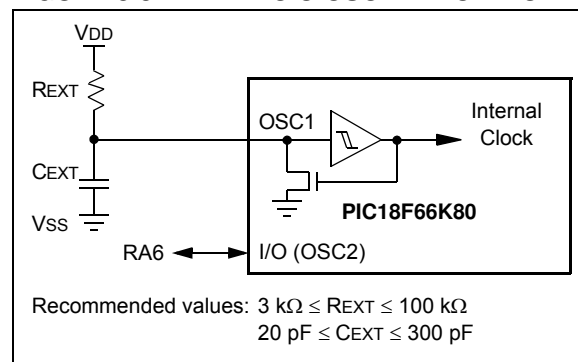 VDD
REXT
OSC1
Internal
Clock
CEXT
PIC18F66K80
VSS
RA6
I/O (OSC2)
Recommended values: 3 kΩ ≤ REXT ≤ 100 kΩ
20 pF ≤ CEXT ≤ 300 pF